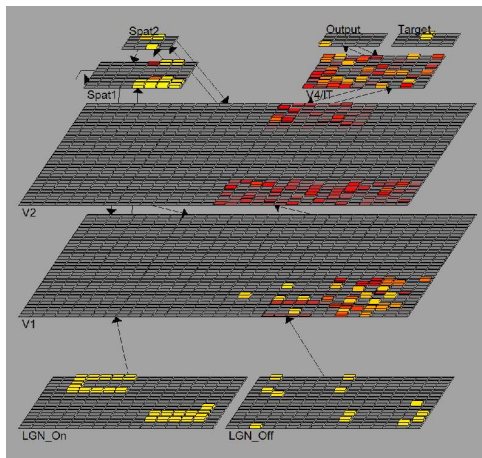 Spat2
Output
Target
Spat1
V4/IT
V2
V1
LGN_On
LGN_Off